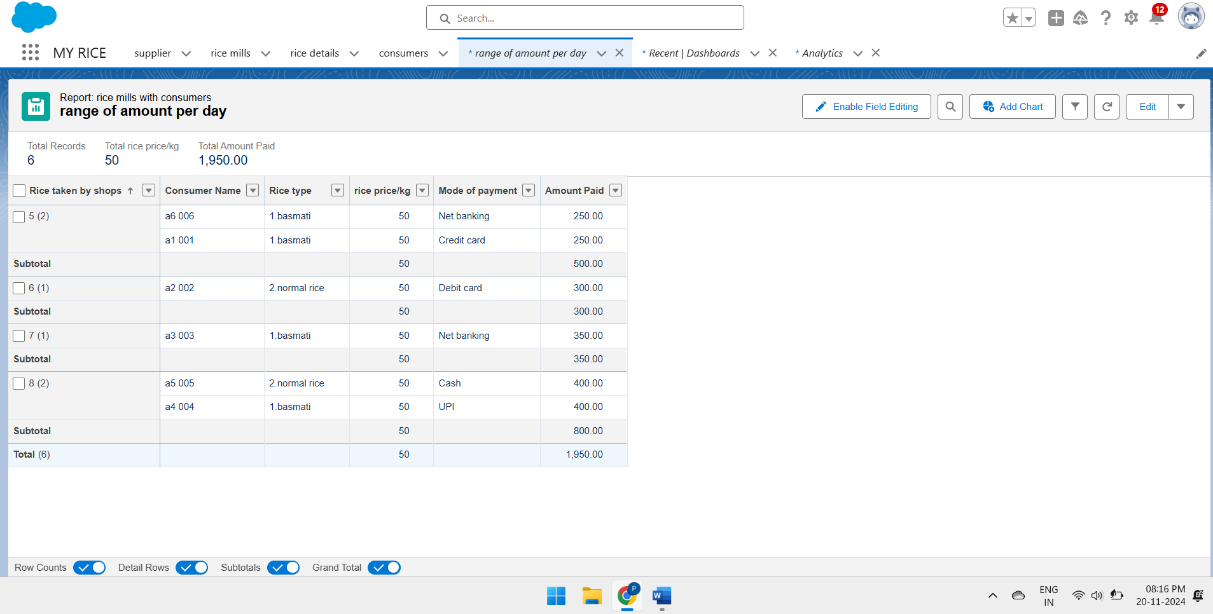 Search...
12
MY RICE supplier rice mills rice details consumers * range of amount per day * Recent | Dashboards * Analytics
Report: rice mills with consumers
range of amount per day
Enable Field Editing Add Chart Edit
Total Records Total rice price/kg Total Amount Paid
6 50 1,950.00
Rice taken by shops ↑ Consumer Name Rice type rice price/kg Mode of payment Amount Paid
5 (2) a6 006 1.basmati 50 Net banking 250.00
a1 001 1.basmati 50 Credit card 250.00
Subtotal 50 500.00
6 (1) a2 002 2.normal rice 50 Debit card 300.00
Subtotal 50 300.00
7 (1) a3 003 1.basmati 50 Net banking 350.00
Subtotal 50 350.00
8 (2) a5 005 2.normal rice 50 Cash 400.00
a4 004 1.basmati 50 UPI 400.00
Subtotal 50 800.00
Total (6) 50 1,950.00
Row Counts Detail Rows Subtotals Grand Total
P
W
ENG
IN
08:16 PM
20-11-2024